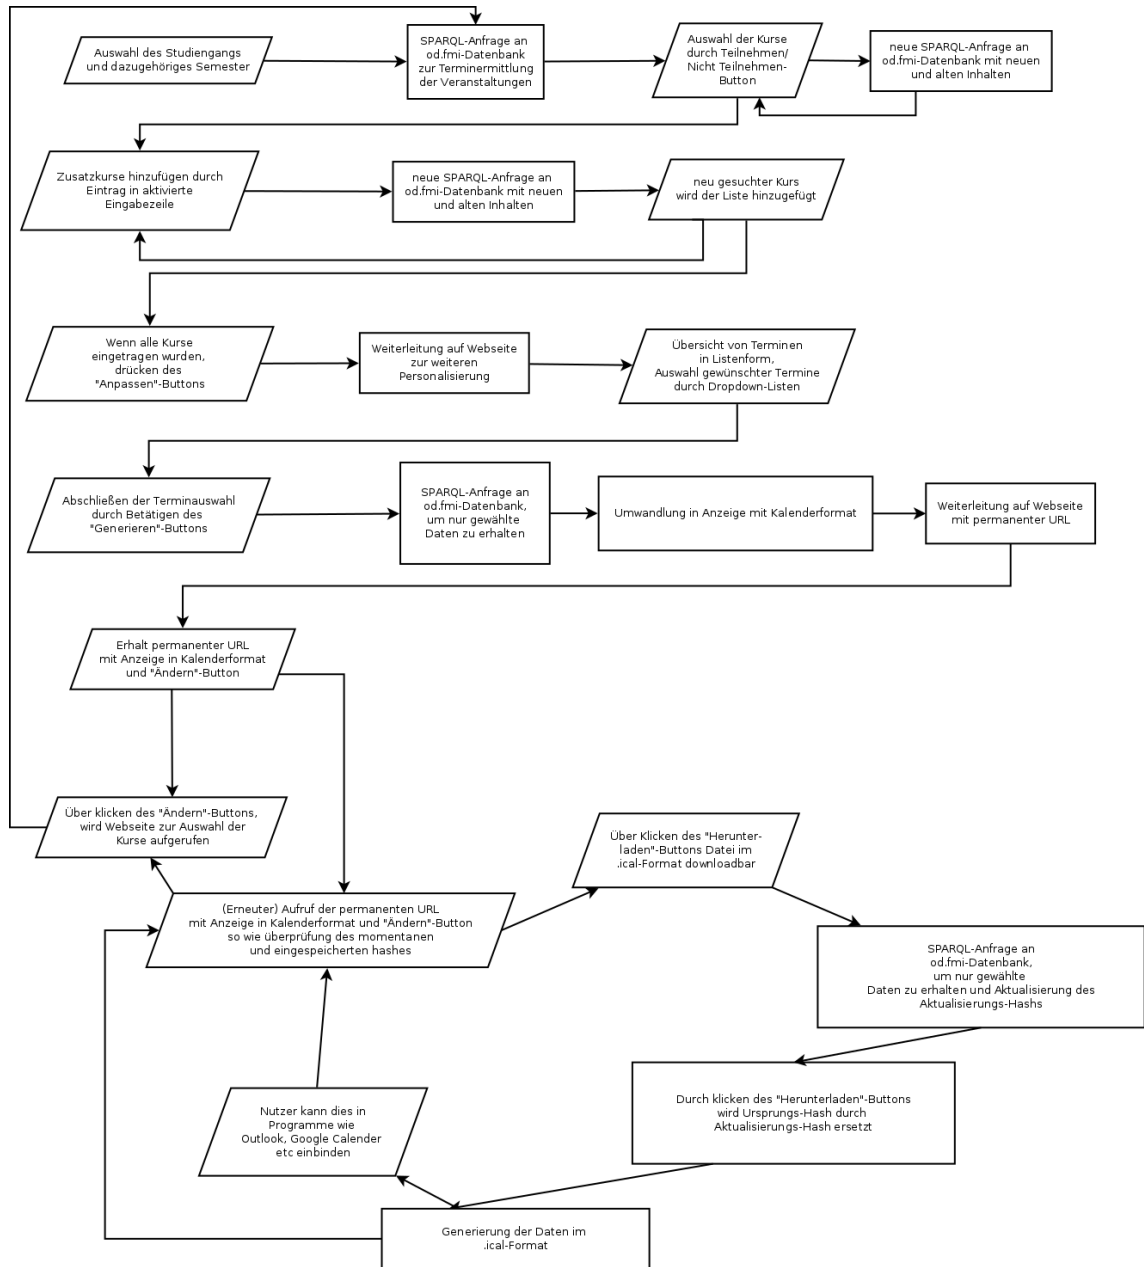 Auswahl des Studiengangs
und dazugehöriges Semester
SPARQL-Anfrage an
od.fmi-Datenbank
zur Terminermittlung
der Veranstaltungen
Auswahl der Kurse
durch Teilnehmen/
Nicht Teilnehmen-
Button
neue SPARQL-Anfrage an
od.fmi-Datenbank mit neuen
und alten Inhalten
Zusatzkurse hinzufügen durch
Eintrag in aktivierte
Eingabezeile
neue SPARQL-Anfrage an
od.fmi-Datenbank mit neuen
und alten Inhalten
neu gesuchter Kurs
wird der Liste hinzugefügt
Wenn alle Kurse
eingetragen wurden,
drücken des
"Anpassen"-Buttons
Weiterleitung auf Webseite
zur weiteren
Personalisierung
Übersicht von Terminen
in Listenform,
Auswahl gewünschter Termine
durch Dropdown-Listen
Abschließen der Terminauswahl
durch Betätigen des
"Generieren"-Buttons
SPARQL-Anfrage an
od.fmi-Datenbank,
um nur gewählte
Daten zu erhalten
Umwandlung in Anzeige mit Kalenderformat
Weiterleitung auf Webseite
mit permanenter URL
Erhalt permanenter URL
mit Anzeige in Kalenderformat
und "Ändern"-Button
Über klicken des "Ändern"-Buttons,
wird Webseite zur Auswahl der
Kurse aufgerufen
Über Klicken des "Herunter-
laden"-Buttons Datei im
.ical-Format downloadbar
(Erneuter) Aufruf der permanenten URL
mit Anzeige in Kalenderformat und "Ändern"-Button
so wie überprüfung des momentanen
und eingespeicherten hashes
SPARQL-Anfrage an
od.fmi-Datenbank,
um nur gewählte
Daten zu erhalten und Aktualisierung des
Aktualisierungs-Hashs
Durch klicken des "Herunterladen"-Buttons
wird Ursprungs-Hash durch
Aktualisierungs-Hash ersetzt
Nutzer kann dies in
Programme wie
Outlook, Google Calender
etc einbinden
Generierung der Daten im
.ical-Format